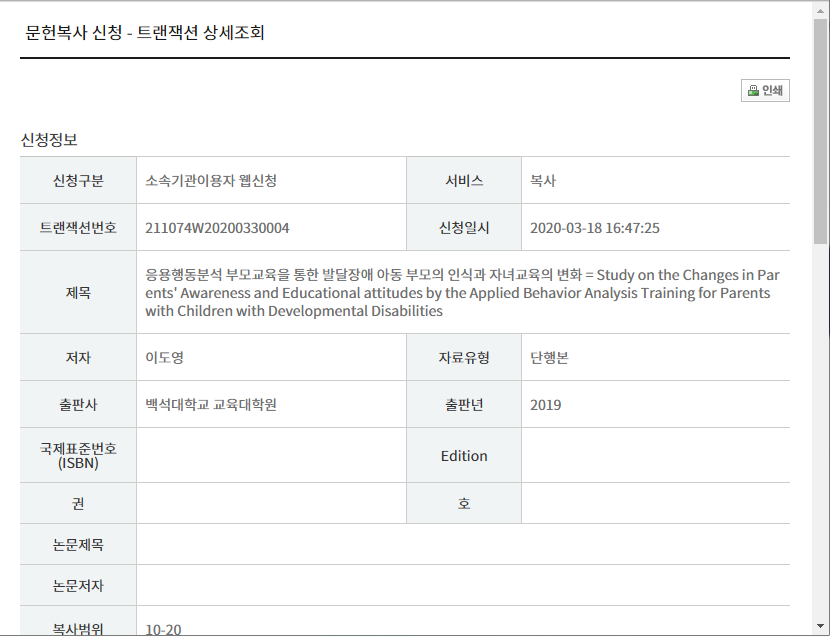 문헌복사 신청 - 트랜잭션 상세조회
인쇄
신청정보
신청구분 소속기관이용자 웹신청 서비스 복사
트랜잭션번호 211074W20200330004 신청일시 2020-03-18 16:47:25
제목 응용행동분석 부모교육을 통한 발달장애 아동 부모의 인식과 자녀교육의 변화 = Study on the Changes in Par
ents' Awareness and Educational attitudes by the Applied Behavior Analysis Training for Parents
with Children with Developmental Disabilities
저자 이도영 자료유형 단행본
출판사 백석대학교 교육대학원 출판년 2019
국제표준번호
(ISBN) Edition
권 호
논문제목
논문저자
복사범위 10-20